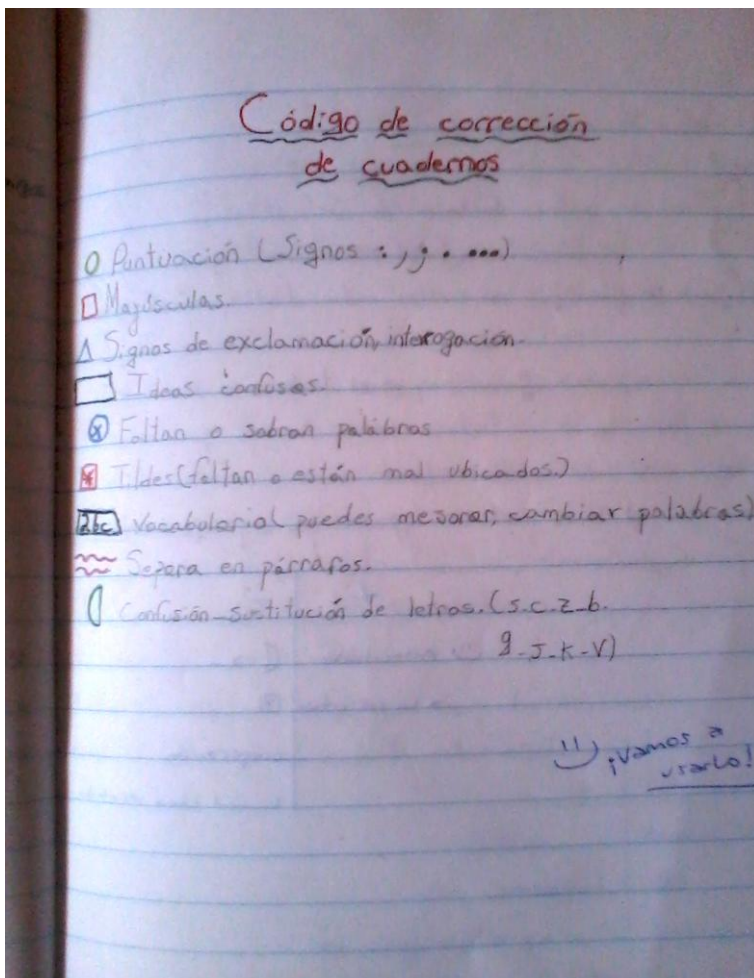 Código de corrección
de cuadernos
Puntuación (Signos : , ; . ...)
Mayúsculas.
Signos de exclamación, interrogación.
Ideas confusas.
Faltan o sobran palábras
Tildes (faltan o están mal ubicados.)
Abc Vocabulario( puedes mejorar, cambiar palabras)
Separa en párrafos.
Confusión-sustitución de letras. (s.c.z-b.
g-J-K-V)
¡vamos a
usarlo!